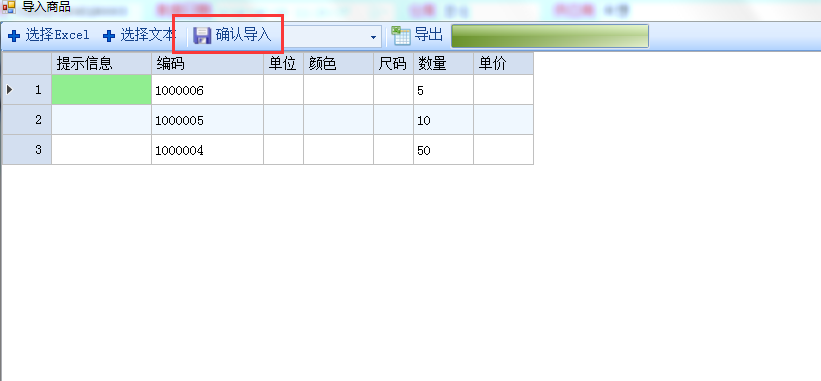 导入商品
选择Excel 选择文本 确认导入 导出
提示信息 编码 单位 颜色 尺码 数量 单价
1 1000006 5
2 1000005 10
3 1000004 50